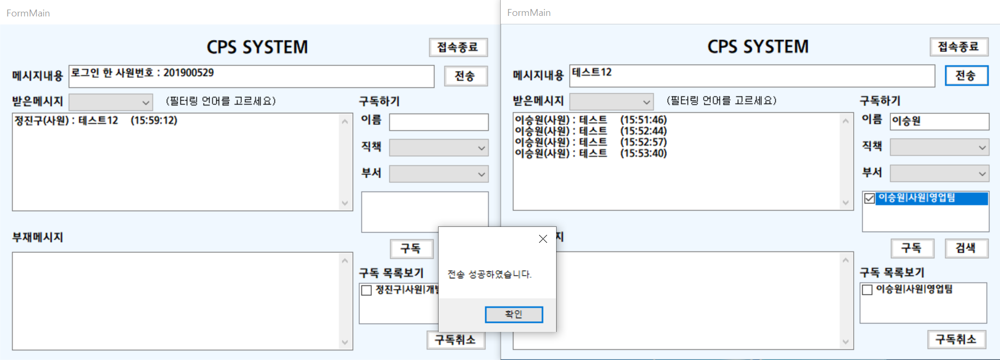 FormMain
CPS SYSTEM
접속종료
메시지내용
로그인 한 사원번호 : 201900529
전송
받은메시지
(필터링 언어를 고르세요)
구독하기
정진구(사원) : 테스트12 (15:59:12)
이름
직책
부서
부재메시지
구독
구독 목록보기
정진구|사원|개발
구독취소
전송 성공하였습니다.
확인
FormMain
CPS SYSTEM
접속종료
메시지내용
테스트12
전송
받은메시지
(필터링 언어를 고르세요)
구독하기
이승원(사원) : 테스트 (15:51:46)
이승원(사원) : 테스트 (15:52:44)
이승원(사원) : 테스트 (15:52:57)
이승원(사원) : 테스트 (15:53:40)
이름
이승원
직책
부서
이승원|사원|영업팀
지
구독
검색
구독 목록보기
이승원|사원|영업팀
구독취소